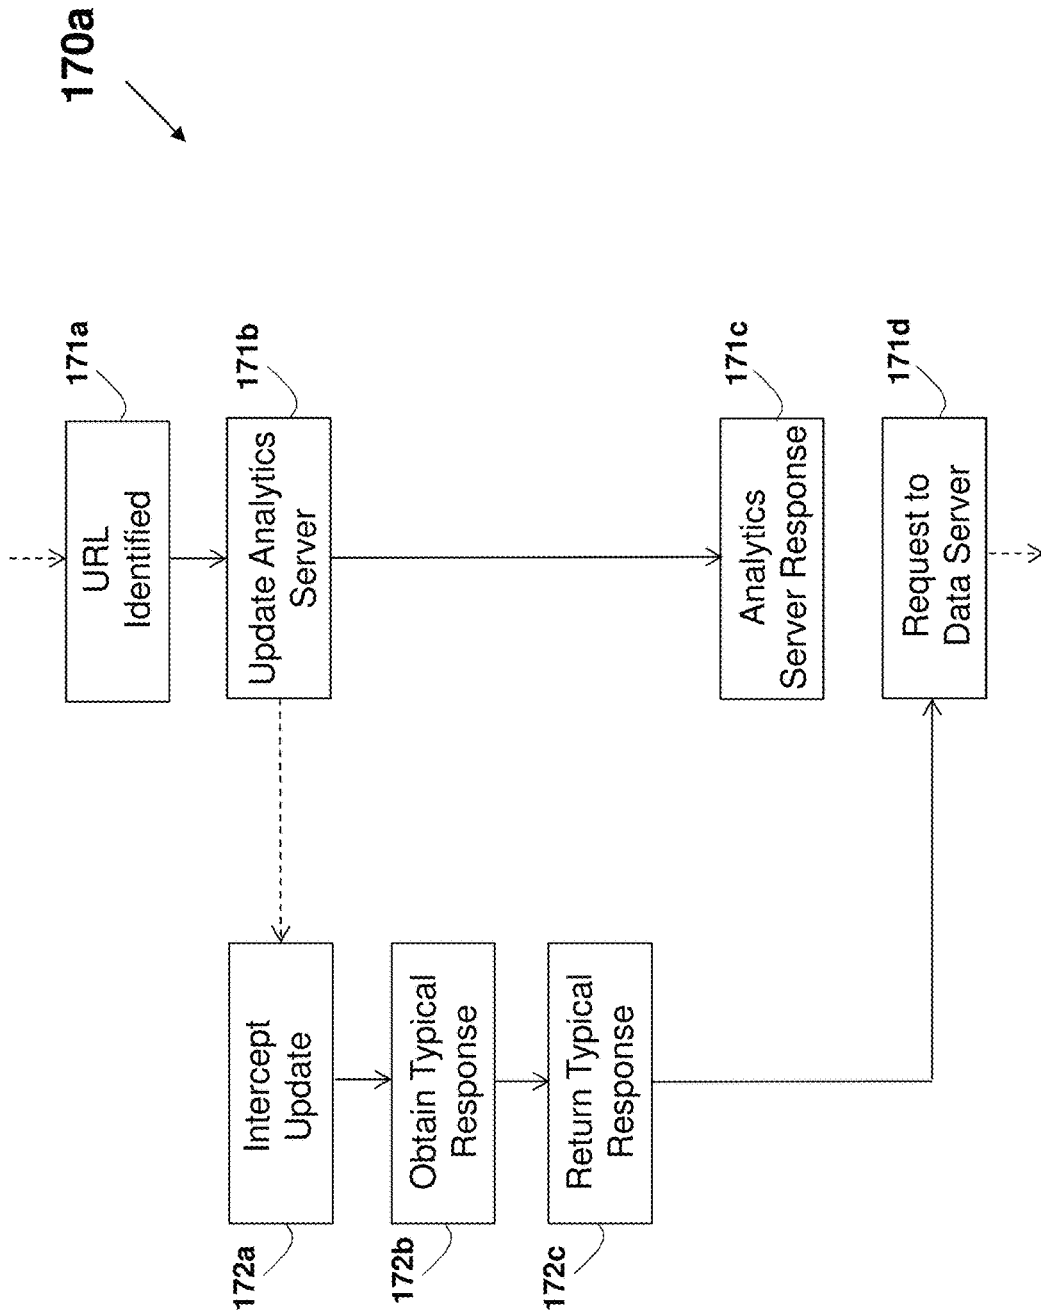 170a
171a
URL
Identified
171b
Update Analytics
Server
171c
Analytics
Server Response
171d
Request to
Data Server
172a
Intercept
Update
172b
Obtain Typical
Response
172c
Return Typical
Response